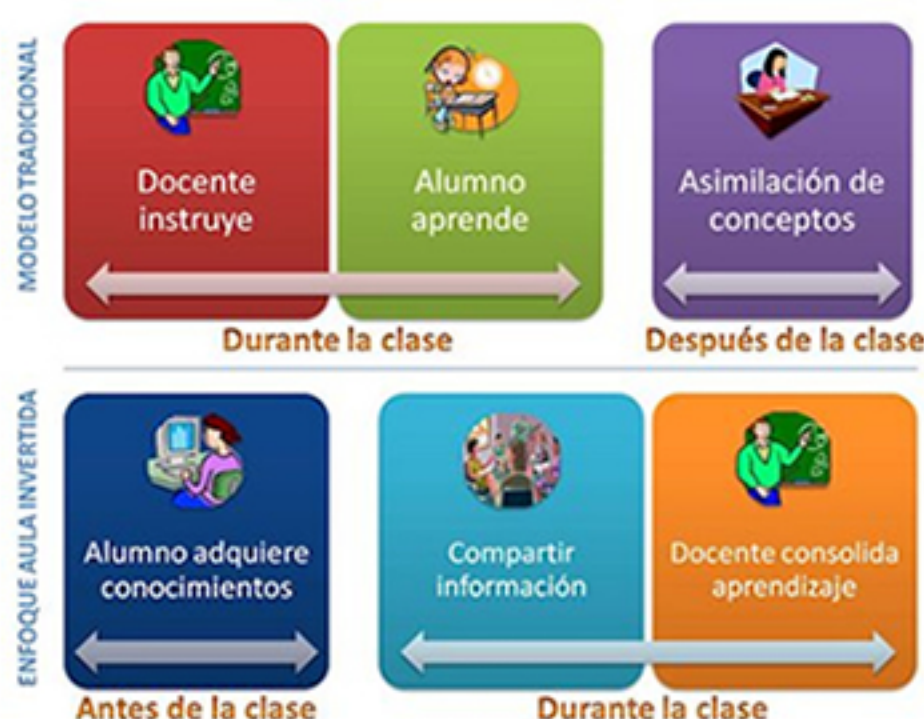 MODELO TRADICIONAL
Docente
instruye
Alumno
aprende
Asimilación de
conceptos
Durante la clase
Después de la clase
ENFOQUE AULA INVERTIDA
Alumno adquiere
conocimientos
Compartir
información
Docente consolida
aprendizaje
Antes de la clase
Durante la clase